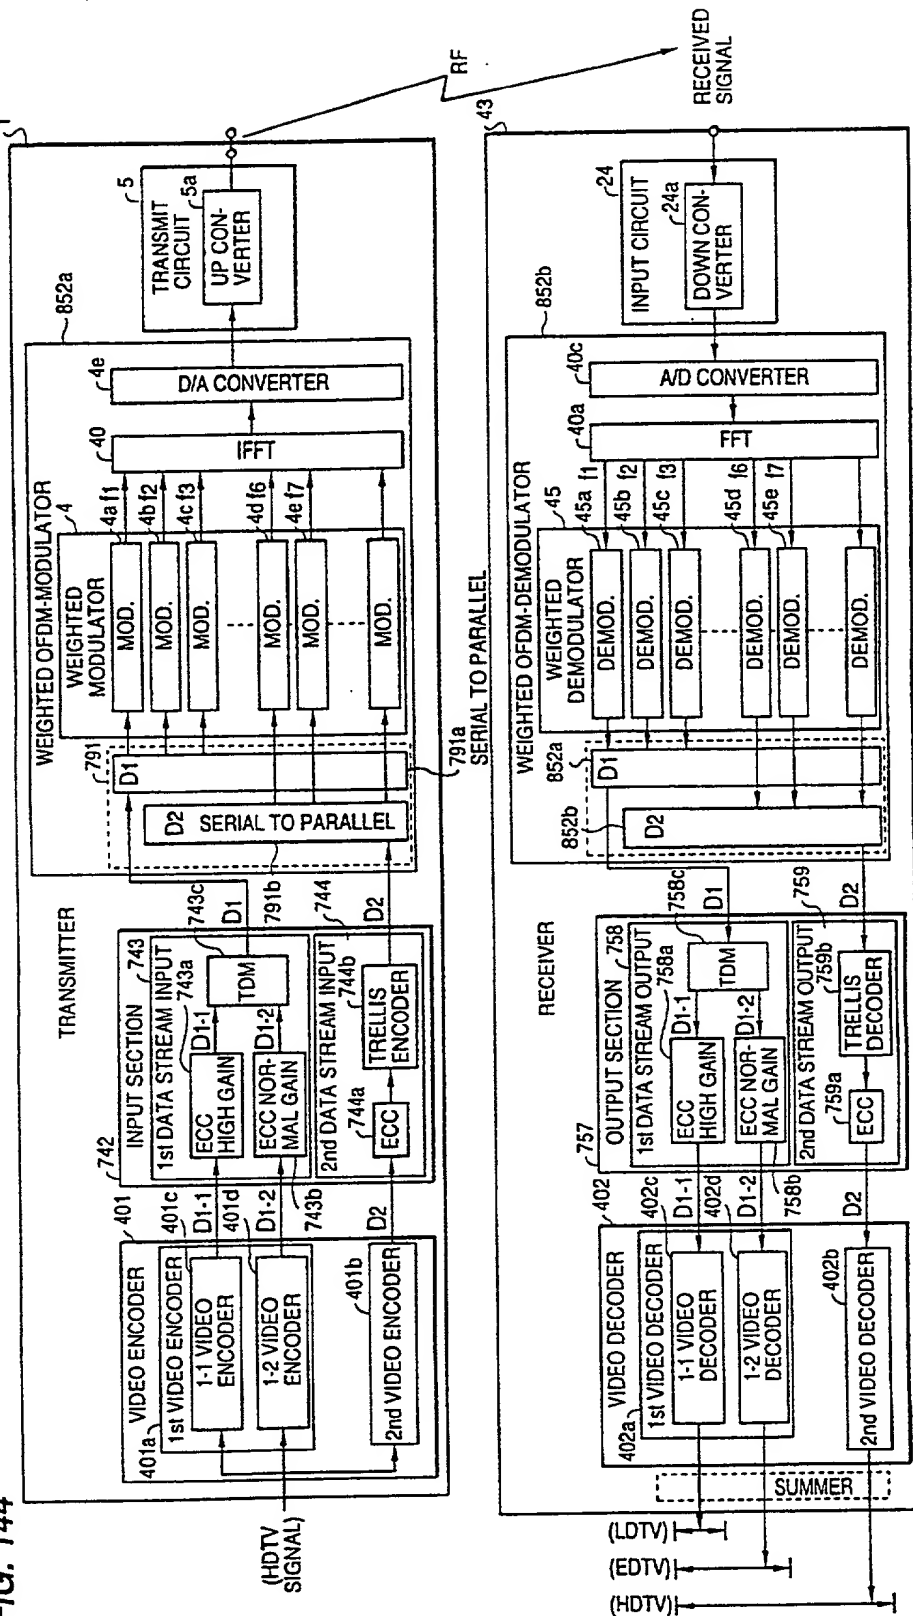 FIG. 144
1
TRANSMITTER
(HDTV
SIGNAL)
VIDEO ENCODER
401
401a
1st VIDEO ENCODER
401c
1-1 VIDEO
ENCODER
401d
1-2 VIDEO
ENCODER
401b
2nd VIDEO ENCODER
D1-1
D1-2
D2
742
INPUT SECTION
743
1st DATA STREAM INPUT
743a
ECC
HIGH GAIN
D1-1
743c
TDM
ECC NOR-
MAL GAIN
D1-2
743b
744
2nd DATA STREAM INPUT
744a
ECC
744b
TRELLIS
ENCODER
D1
D2
WEIGHTED OFDM-MODULATOR
852a
791
D1
D2 SERIAL TO PARALLEL
791b
791a
SERIAL TO PARALLEL
WEIGHTED
MODULATOR
4
MOD.
4a f1
MOD.
4b f2
MOD.
4c f3
MOD.
4d f6
MOD.
4e f7
MOD.
40
IFFT
4e
D/A CONVERTER
5
TRANSMIT
CIRCUIT
5a
UP CON-
VERTER
RF
RECEIVED
SIGNAL
43
RECEIVER
INPUT CIRCUIT
24
24a
DOWN CON-
VERTER
WEIGHTED OFDM-DEMODULATOR
852b
40c
A/D CONVERTER
40a
FFT
WEIGHTED
DEMODULATOR
45
45a f1
DEMOD.
45b f2
DEMOD.
45c f3
DEMOD.
45d f6
DEMOD.
45e f7
DEMOD.
DEMOD.
852a
D1
852b
D2
D1
D2
757
OUTPUT SECTION
758
1st DATA STREAM OUTPUT
758a
ECC
HIGH GAIN
D1-1
758c
TDM
ECC NOR-
MAL GAIN
D1-2
758b
759
2nd DATA STREAM OUTPUT
759a
ECC
759b
TRELLIS
DECODER
D1-1
D1-2
D2
VIDEO DECODER
402
402a
1st VIDEO DECODER
402c
1-1 VIDEO
DECODER
402d
1-2 VIDEO
DECODER
402b
2nd VIDEO DECODER
SUMMER
(LDTV)
(EDTV)
(HDTV)